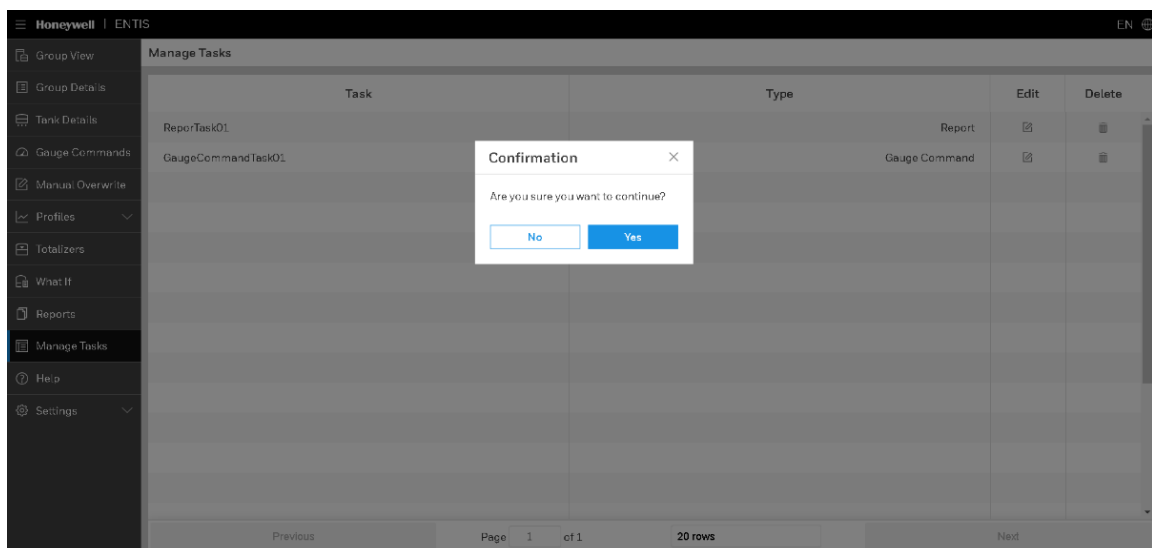 Honeywell | ENTIS
EN
Group View
Group Details
Tank Details
Gauge Commands
Manual Overwrite
Profiles
Totalizers
What If
Reports
Manage Tasks
Help
Settings
Manage Tasks
Task Type Edit Delete
ReporTask01 Report
GaugeCommandTask01 Gauge Command
Confirmation
Are you sure you want to continue?
No Yes
Previous Page 1 of 1 20 rows Next